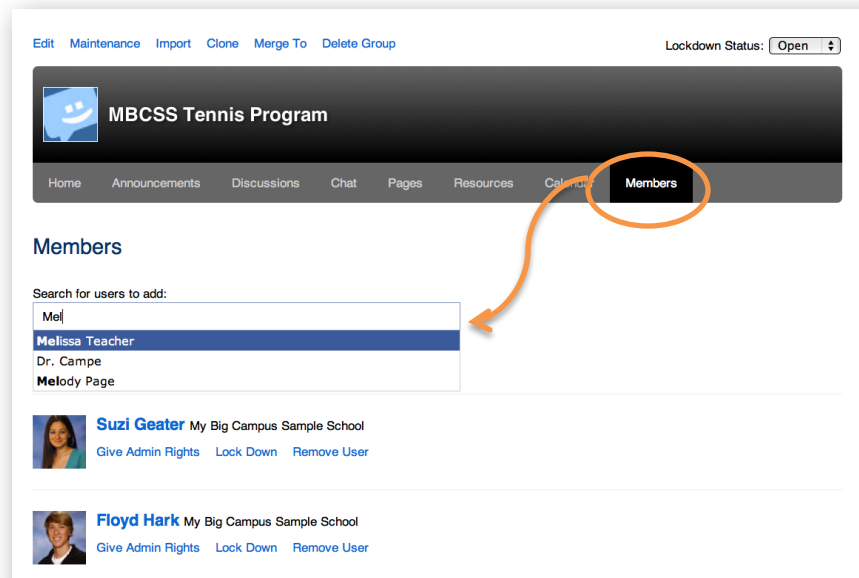 Edit Maintenance Import Clone Merge To Delete Group Lockdown Status: Open
MBCSS Tennis Program
Home Announcements Discussions Chat Pages Resources Calendar Members
Members
Search for users to add:
Mel
Melissa Teacher
Dr. Campe
Melody Page
Suzi Geater My Big Campus Sample School
Give Admin Rights Lock Down Remove User
Floyd Hark My Big Campus Sample School
Give Admin Rights Lock Down Remove User